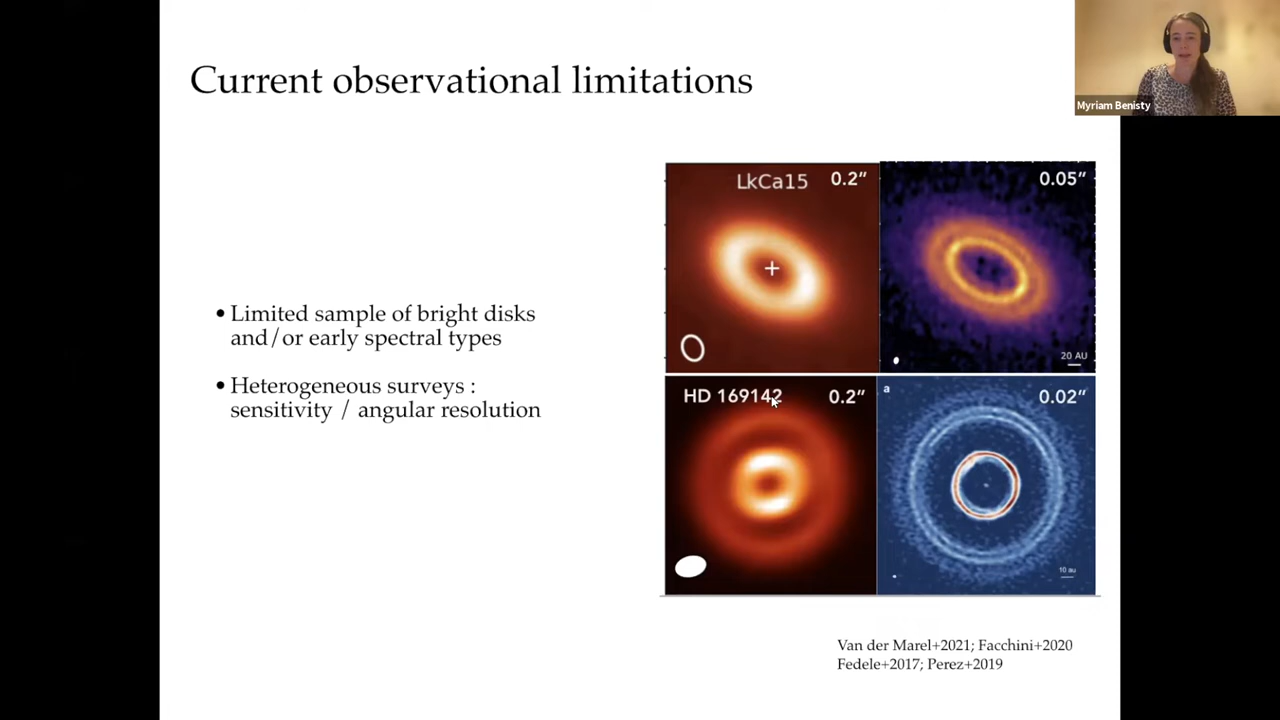 Current observational limitations
Myriam Benisty
• Limited sample of bright disks
and/or early spectral types
• Heterogeneous surveys :
sensitivity / angular resolution
LkCa15 0.2″
0.05″
20 AU
HD 169142 0.2″
a 0.02″
10 au
Van der Marel+2021; Facchini+2020
Fedele+2017; Perez+2019